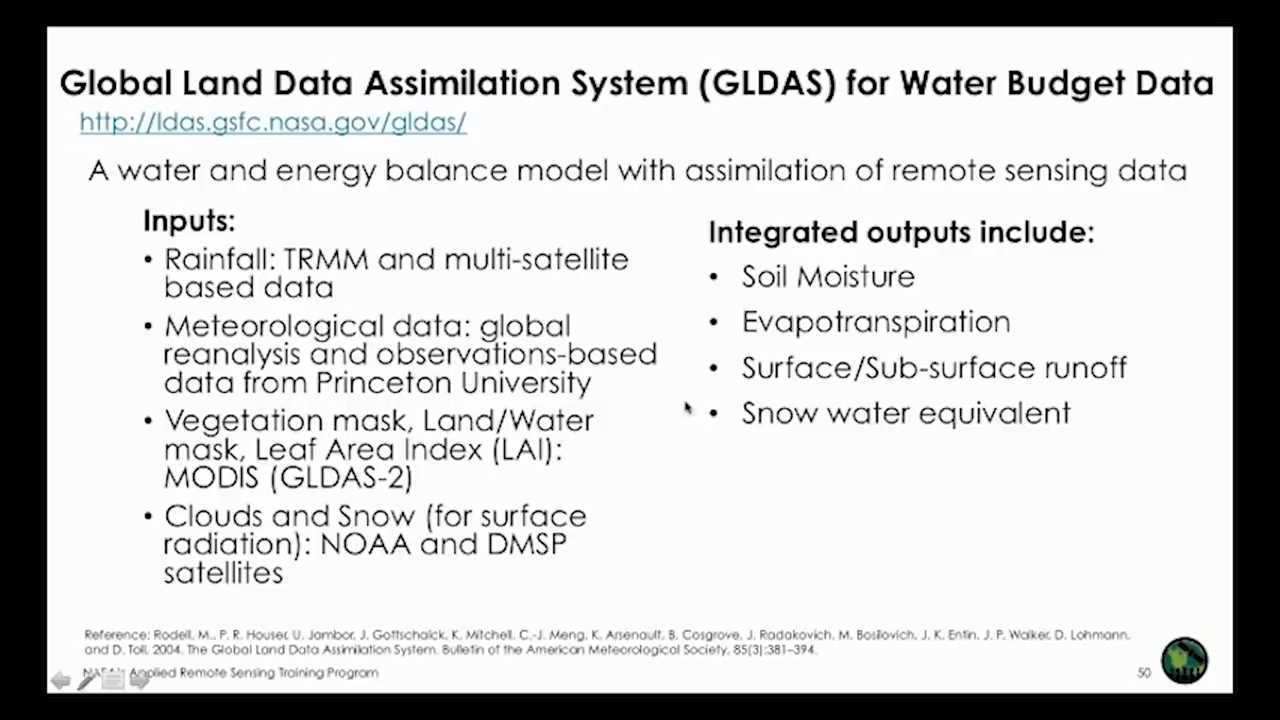 Global Land Data Assimilation System (GLDAS) for Water Budget Data
http://ldas.gsfc.nasa.gov/gldas/
A water and energy balance model with assimilation of remote sensing data
Inputs:
• Rainfall: TRMM and multi-satellite
based data
• Meteorological data: global
reanalysis and observations-based
data from Princeton University
• Vegetation mask, Land/Water
mask, Leaf Area Index (LAI):
MODIS (GLDAS-2)
• Clouds and Snow (for surface
radiation): NOAA and DMSP
satellites
Integrated outputs include:
• Soil Moisture
• Evapotranspiration
• Surface/Sub-surface runoff
• Snow water equivalent
Reference: Rodell, M., P. R. Houser, U. Jambor, J. Gottschalck, K. Mitchell, C.-J. Meng, K. Arsenault, B. Cosgrove, J. Radakovich, M. Bosilovich, J. K. Entin, J. P. Walker, D. Lohmann,
and D. Toll, 2004. The Global Land Data Assimilation System. Bulletin of the American Meteorological Society, 85(3):381–394.
Applied Remote Sensing Training Program
50